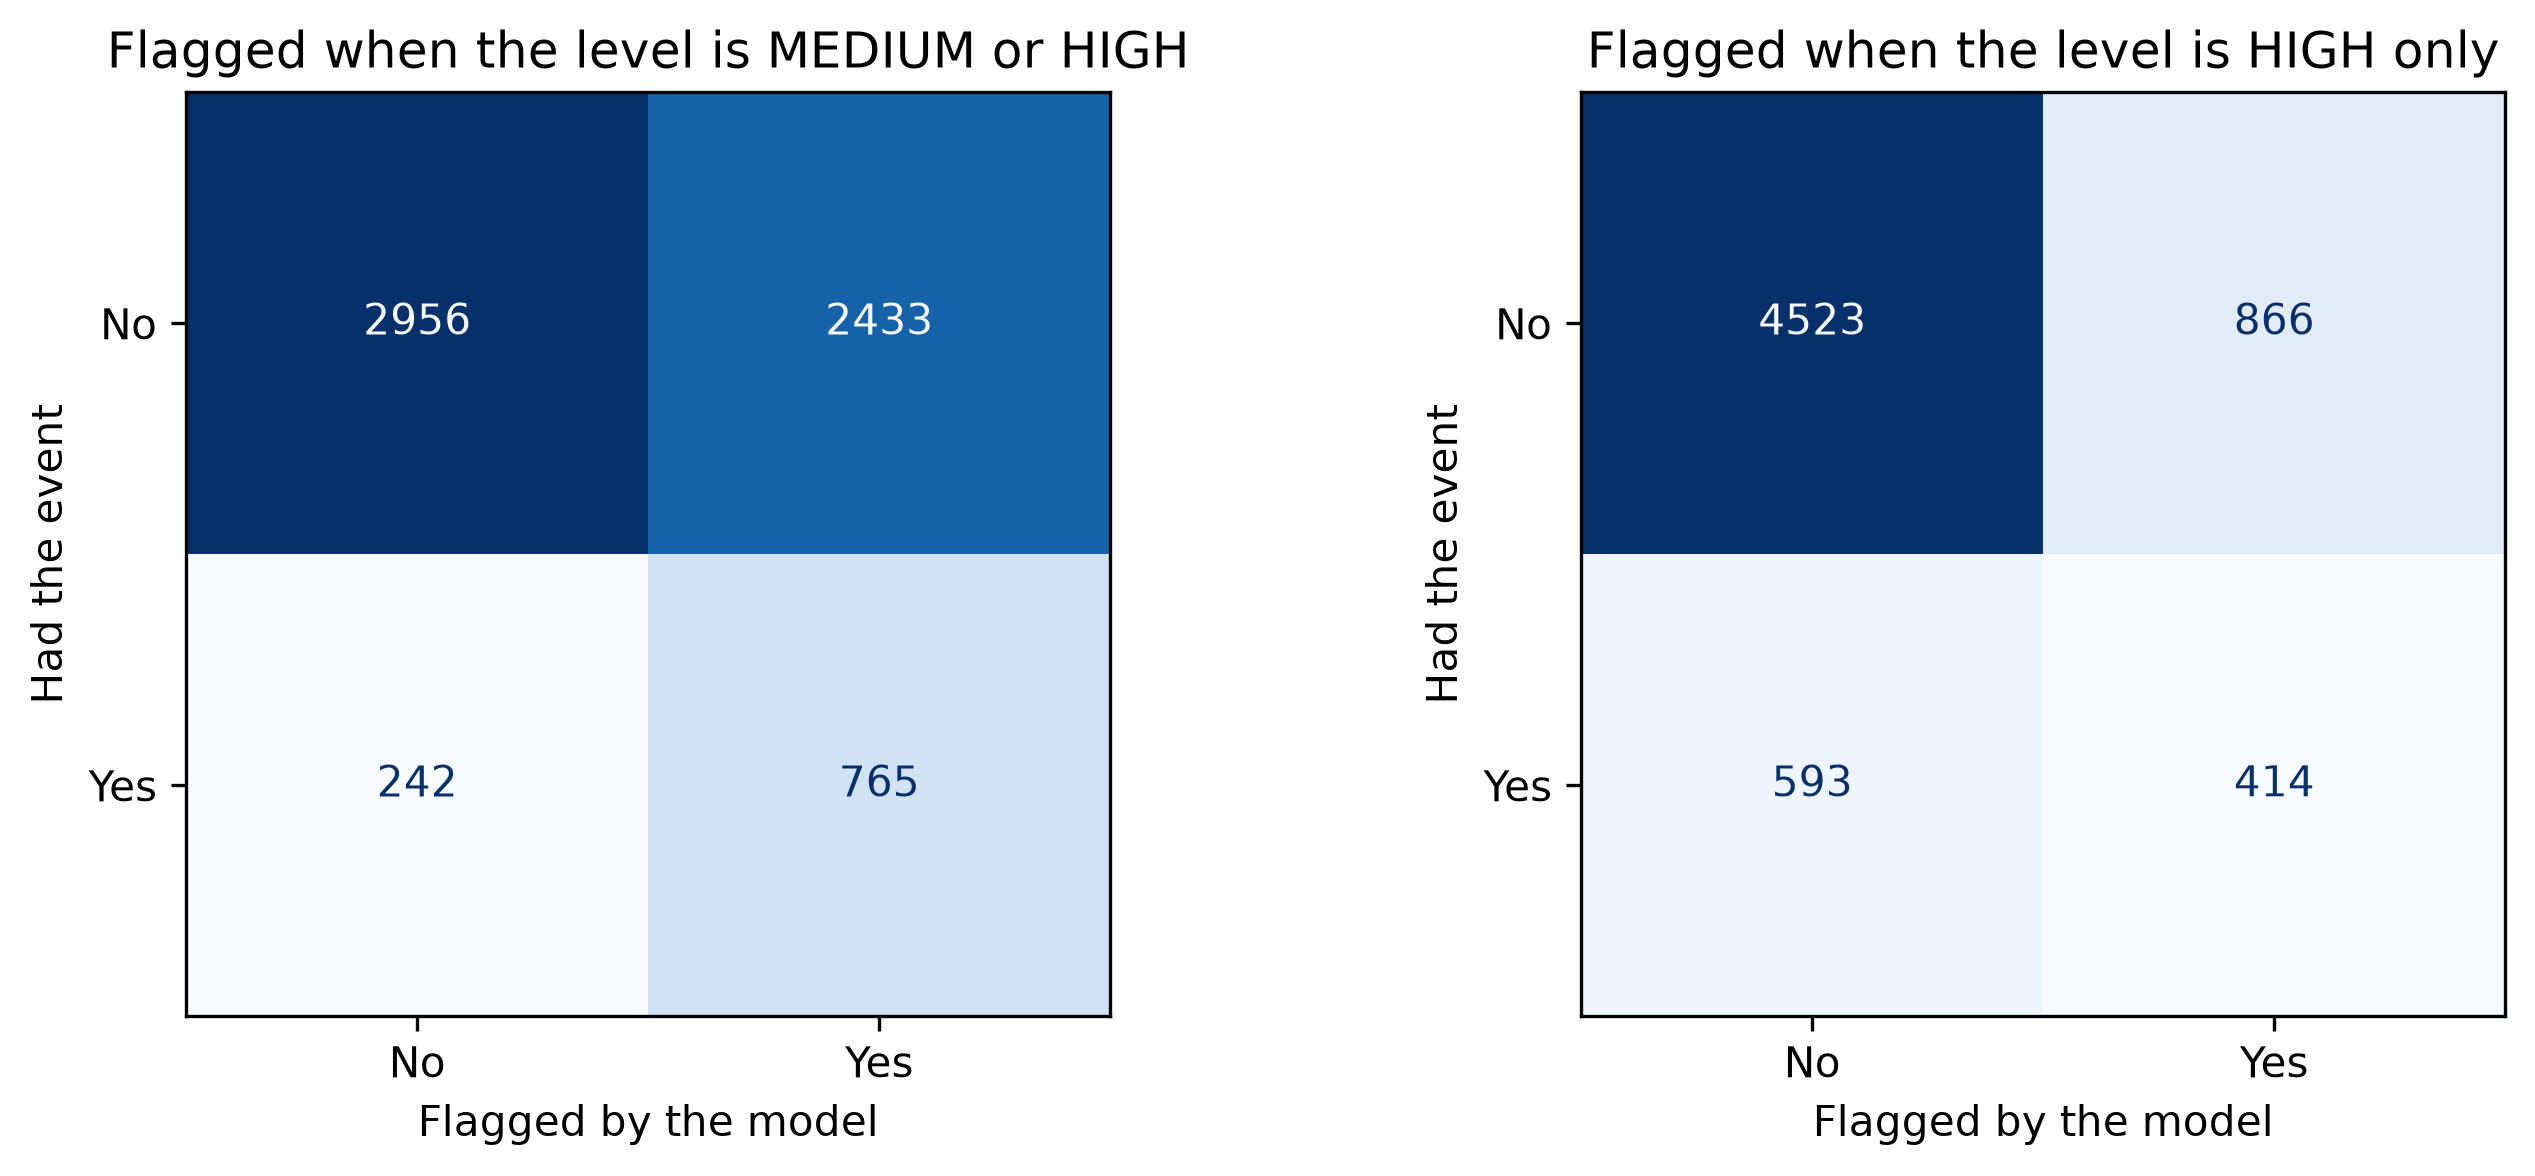 Flagged when the level is MEDIUM or HIGH
Had the event
No
2956
2433
Yes
242
765
No
Yes
Flagged by the model
Flagged when the level is HIGH only
Had the event
No
4523
866
Yes
593
414
No
Yes
Flagged by the model